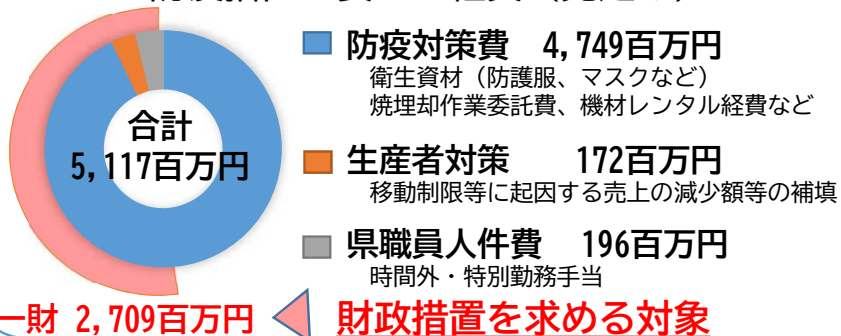 合計
5,117百万円
防疫対策費 4,749百万円
衛生資材（防護服、マスクなど）
焼埋却作業委託費、機材レンタル経費など
生産者対策 172百万円
移動制限等に起因する売上の減少額等の補填
県職員人件費 196百万円
時間外・特別勤務手当
一財 2,709百万円
財政措置を求める対象